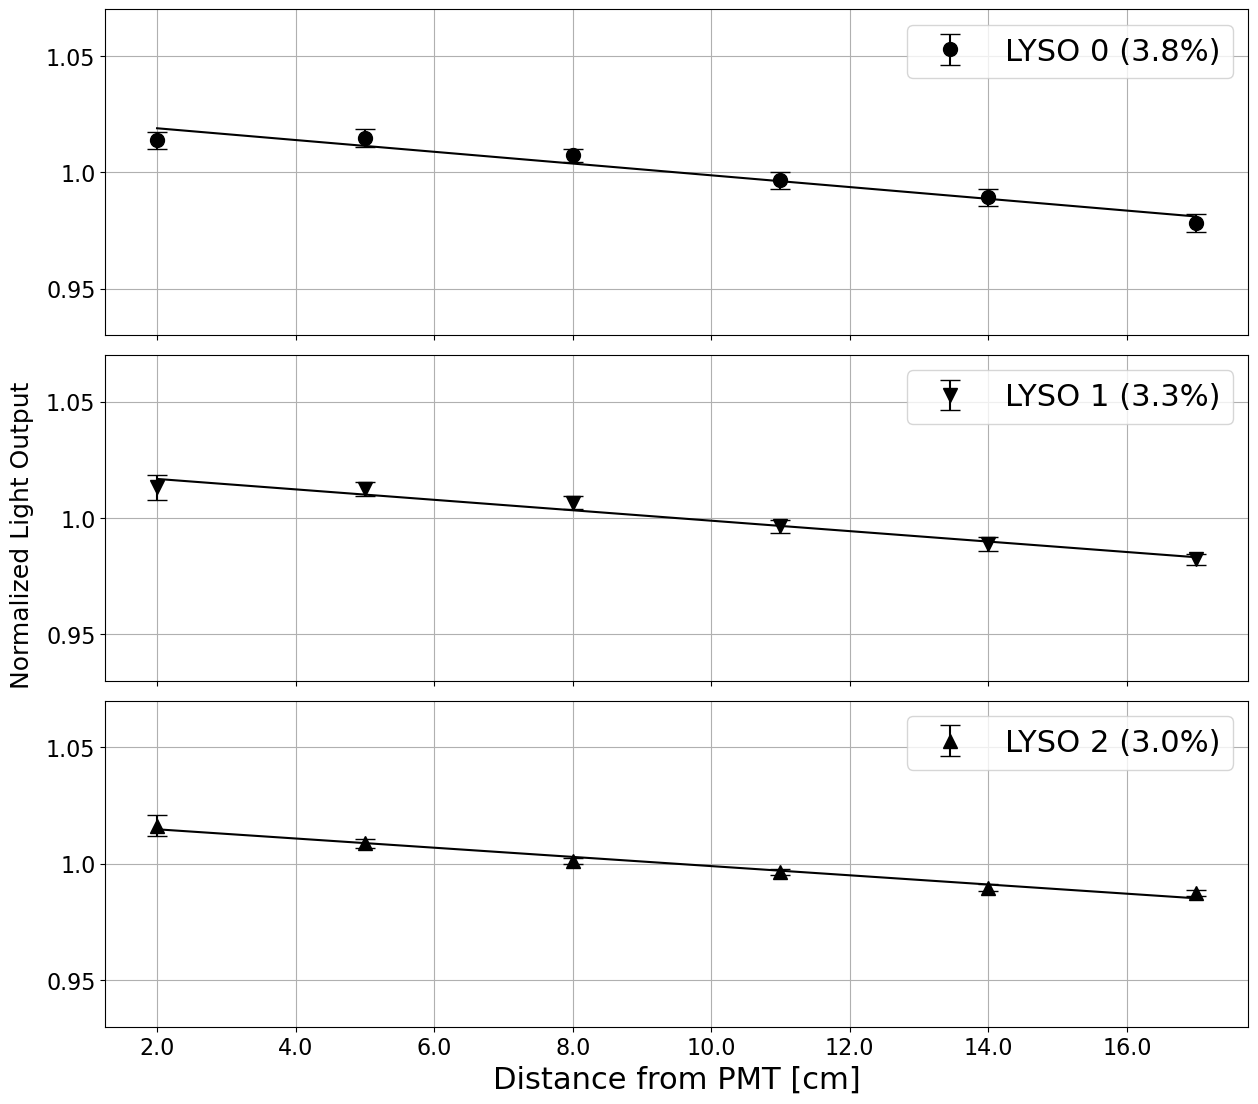 LYSO 0 (3.8%)
1.05
1.0
0.95
LYSO 1 (3.3%)
1.05
1.0
0.95
Normalized Light Output
LYSO 2 (3.0%)
1.05
1.0
0.95
2.0 4.0 6.0 8.0 10.0 12.0 14.0 16.0
Distance from PMT [cm]